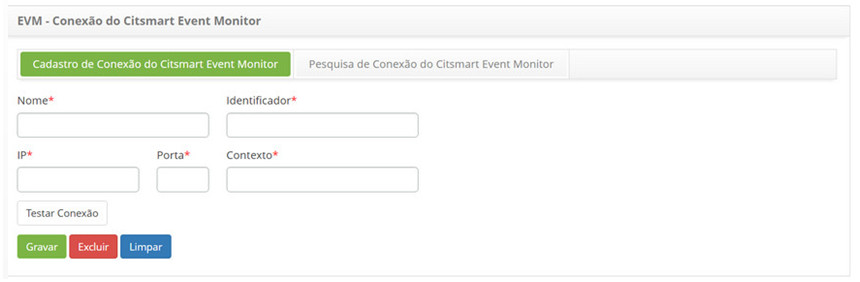 EVM - Conexão do Citsmart Event Monitor
Cadastro de Conexão do Citsmart Event Monitor Pesquisa de Conexão do Citsmart Event Monitor
Nome* Identificador*
IP* Porta* Contexto*
Testar Conexão
Gravar Excluir Limpar